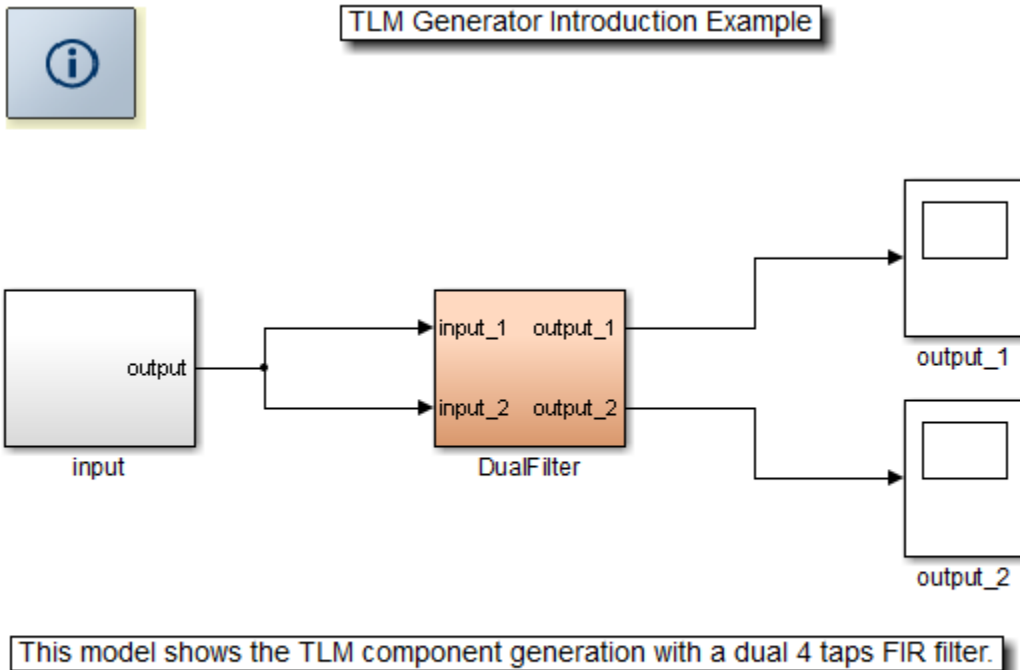 TLM Generator Introduction Example
output
input
input_1 output_1
input_2 output_2
DualFilter
output_1
output_2
This model shows the TLM component generation with a dual 4 taps FIR filter.